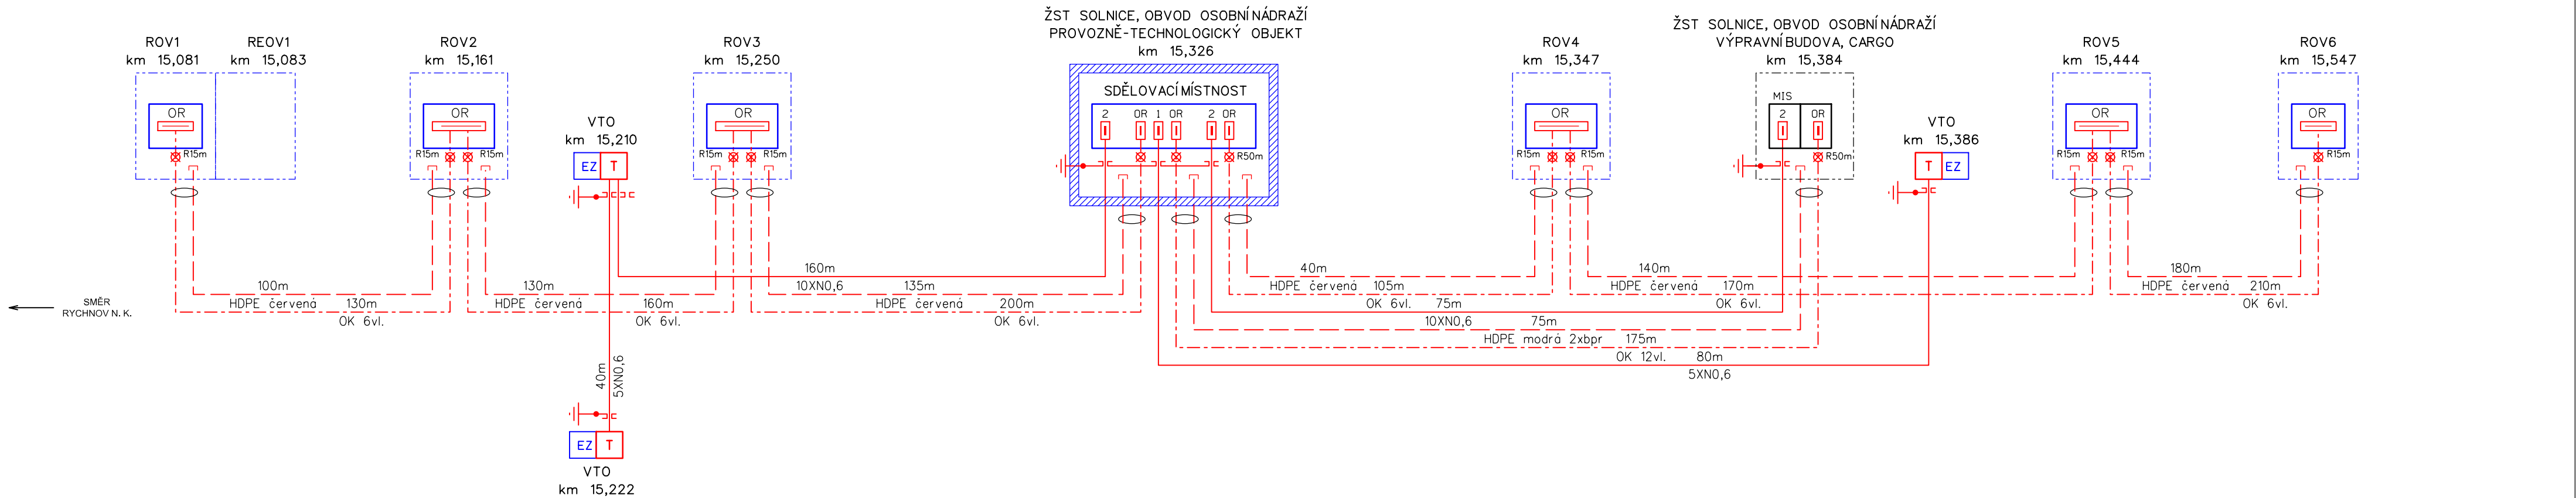 ŽST SOLNICE, OBVOD OSOBNÍ NÁDRAŽÍ
PROVOZNĚ-TECHNOLOGICKÝ OBJEKT
km 15,326
ŽST SOLNICE, OBVOD OSOBNÍ NÁDRAŽÍ
VÝPRAVNÍ BUDOVA, CARGO
km 15,384
ROV1
km 15,081
REOV1
km 15,083
ROV2
km 15,161
ROV3
km 15,250
ROV4
km 15,347
ROV5
km 15,444
ROV6
km 15,547
VTO
km 15,210
EZ T
VTO
km 15,386
T EZ
SDĚLOVACÍ MÍSTNOST
2 OR 1 OR 2 OR
MIS
2 OR
OR
OR
OR
OR
OR
OR
R15m
R15m
R15m
R15m
R15m
R50m
R15m
R15m
R50m
R15m
R15m
R15m
SMĚR
RYCHNOV N. K.
100m
HDPE červená 130m
OK 6vl.
130m
HDPE červená 160m
OK 6vl.
160m
10XN0,6 135m
HDPE červená 200m
OK 6vl.
40m
HDPE červená 105m
OK 6vl. 75m
10XN0,6 75m
HDPE modrá 2xbpr 175m
OK 12vl. 80m
5XN0,6
140m
HDPE červená 170m
OK 6vl.
180m
HDPE červená 210m
OK 6vl.
40m
5XN0,6
EZ T
VTO
km 15,222